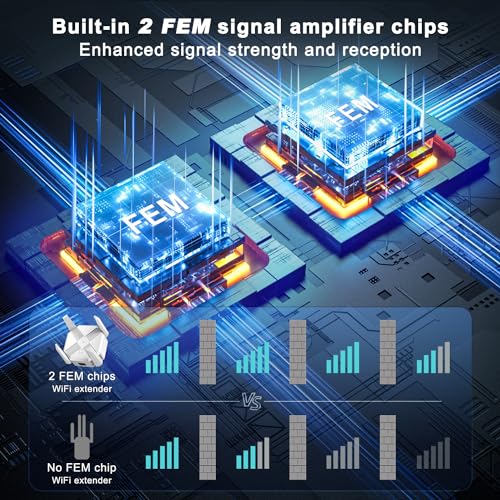 Built-in 2 FEM signal amplifier chips
Enhanced signal strength and reception
FEM
FEM
2 FEM chips
WiFi extender
VS
No FEM chip
WiFi extender